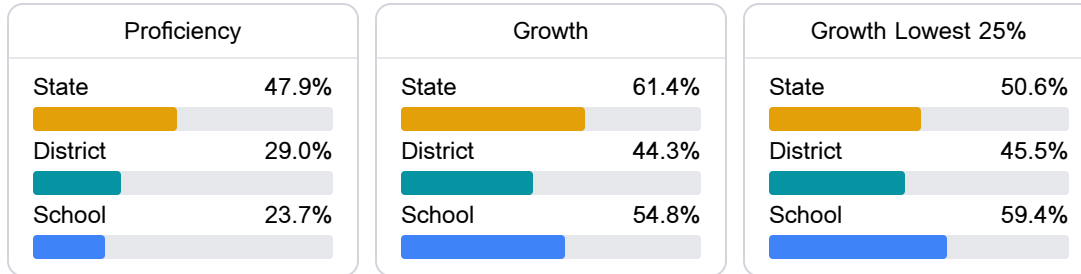 Proficiency
State 47.9%
District 29.0%
School 23.7%
Growth
State 61.4%
District 44.3%
School 54.8%
Growth Lowest 25%
State 50.6%
District 45.5%
School 59.4%